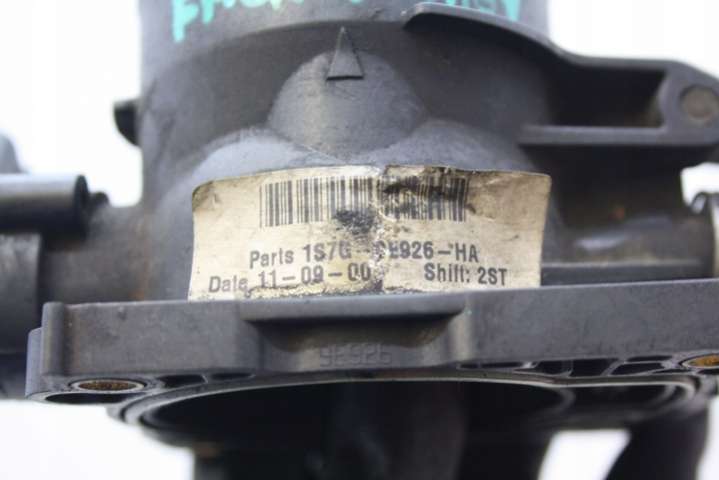 Parts 1S7G 9E926-HA
Date 11-09-00 Shift: 2ST
9E926